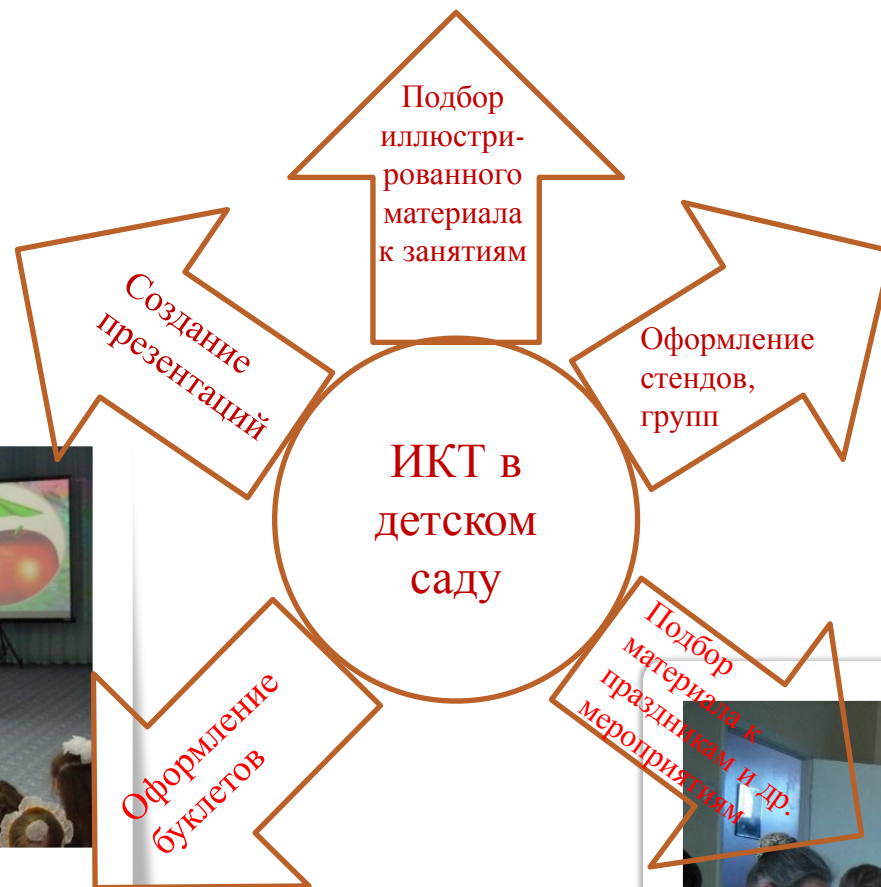 Подбор
иллюстри-
рованного
материала
к занятиям
Создание
презентаций
Оформление
стендов,
групп
ИКТ в
детском
саду
Оформление
буклетов
Подбор
материала к
праздникам и др.
мероприятиям